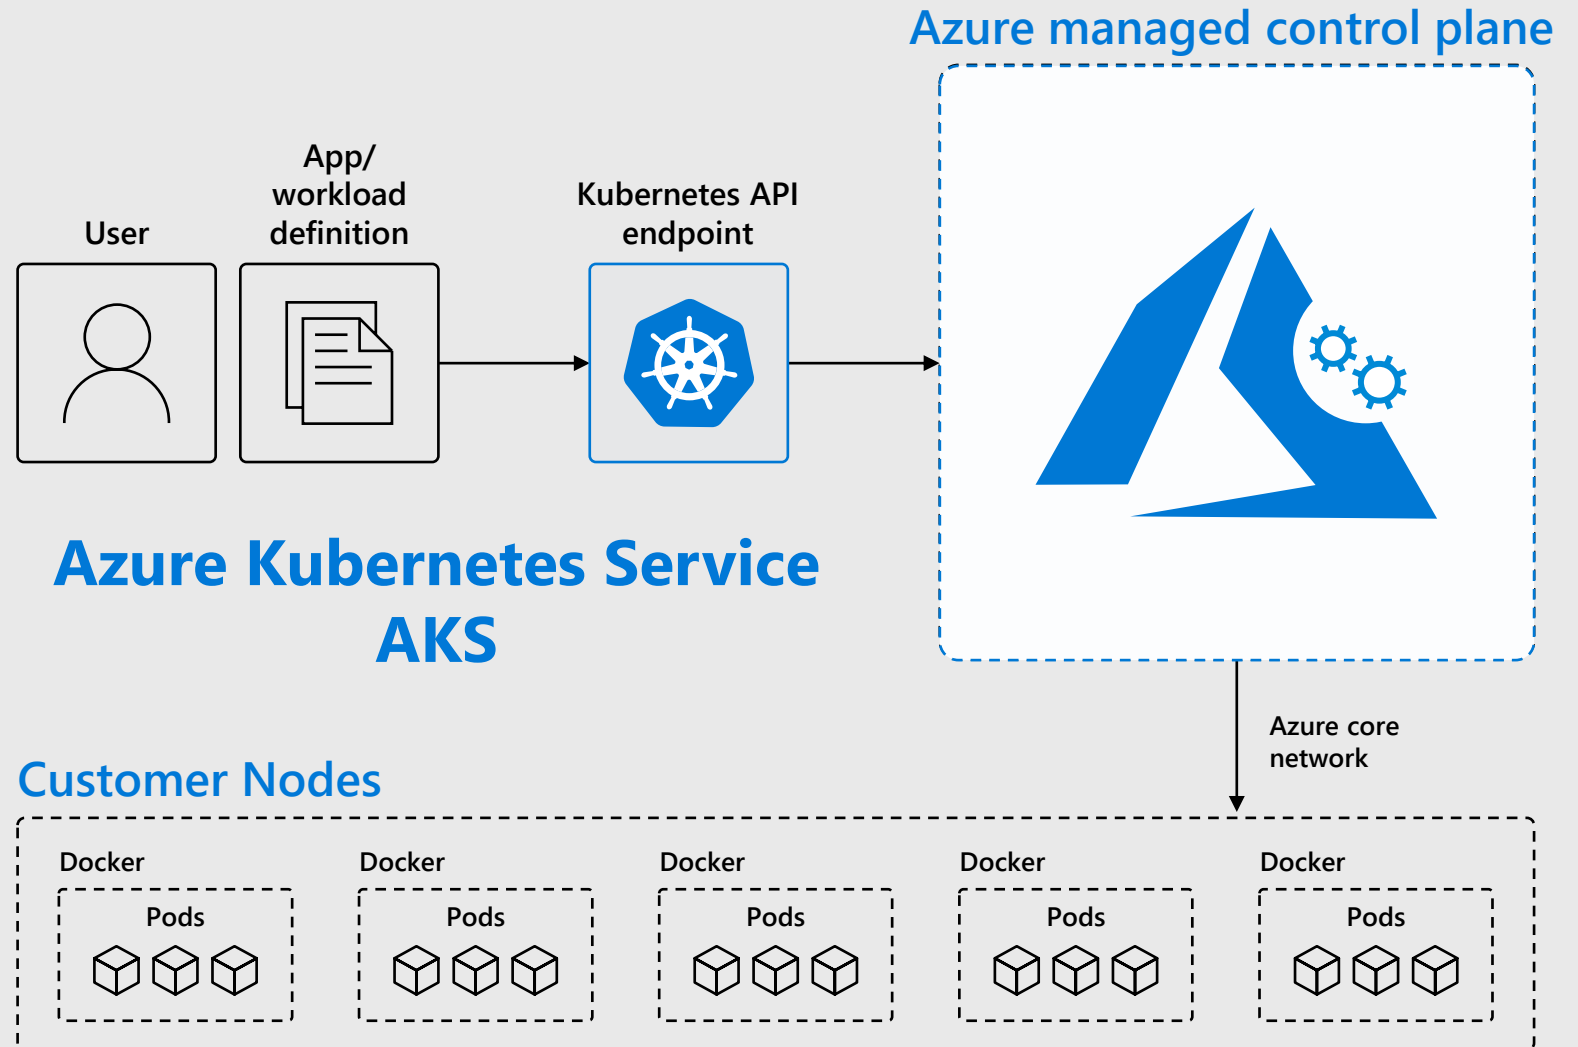 Azure managed control plane
User
App/
workload
definition
Kubernetes API
endpoint
Azure Kubernetes Service
AKS
Azure core
network
Customer Nodes
Docker
Docker
Docker
Docker
Docker
Pods
Pods
Pods
Pods
Pods